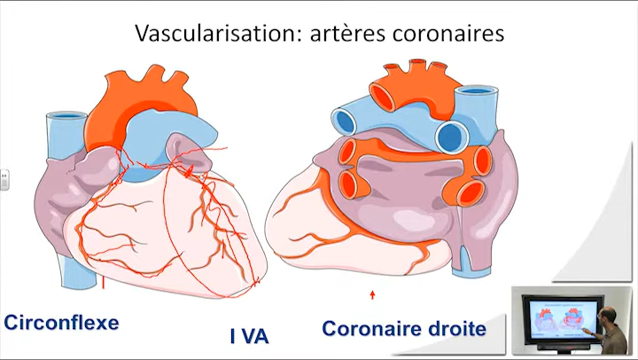 Vascularisation: artères coronaires
Circonflexe
I VA
Coronaire droite